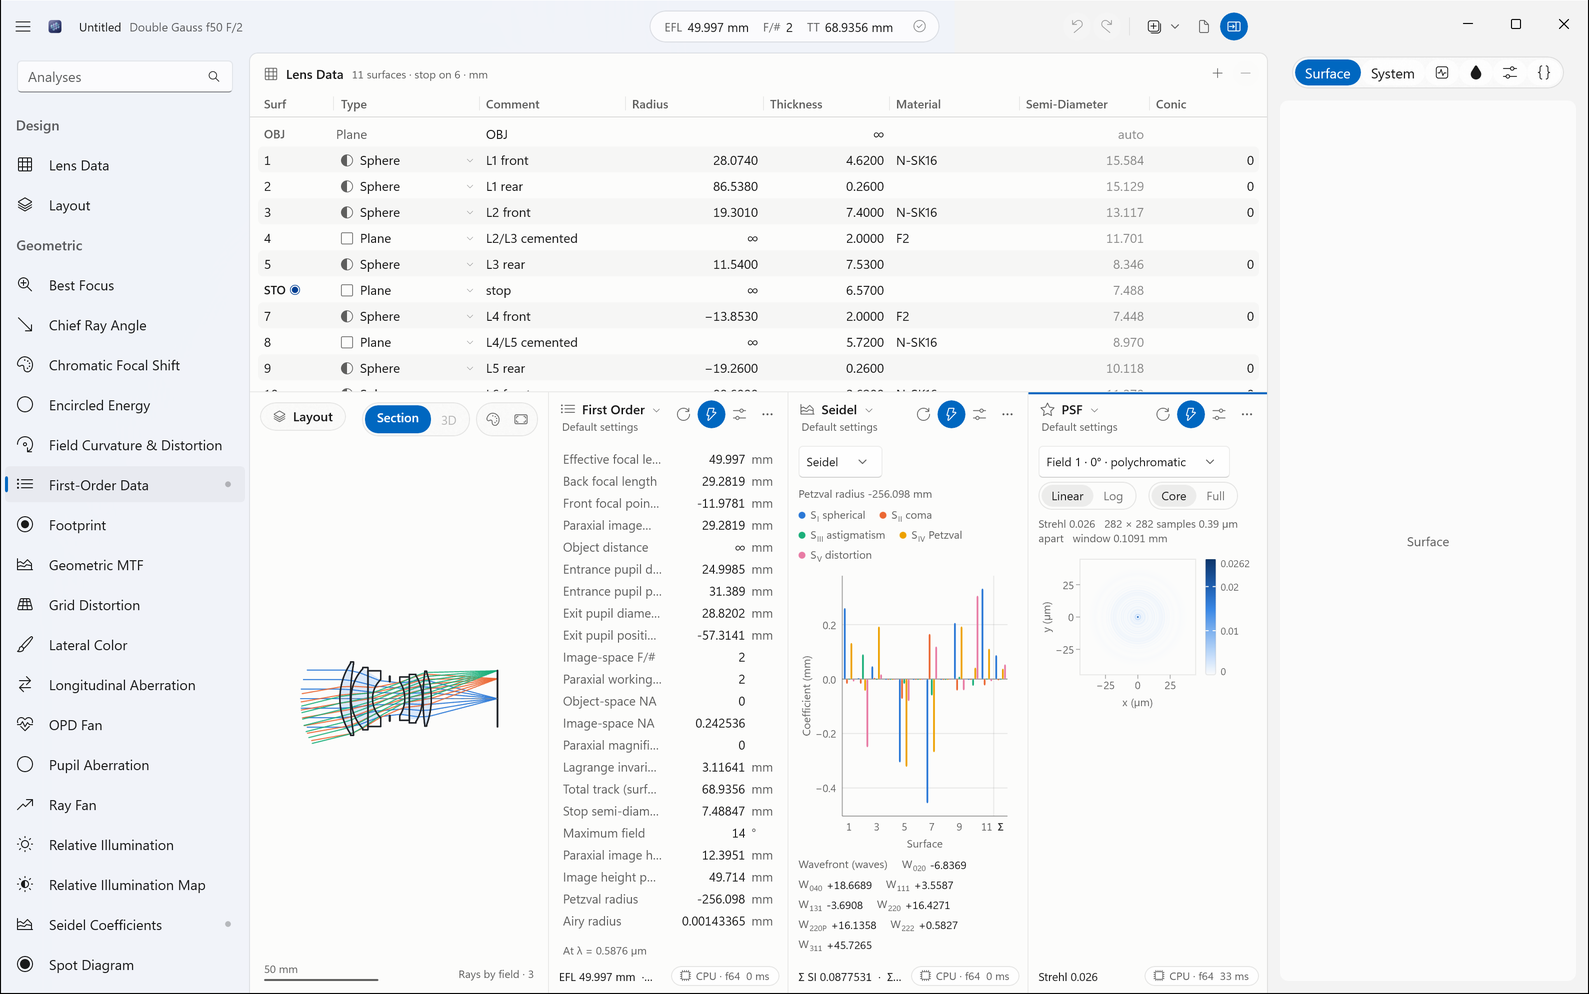 Untitled Double Gauss f50 F/2
EFL 49.997 mm F/# 2 TT 68.9356 mm
Analyses
Design
Lens Data
Layout
Geometric
Best Focus
Chief Ray Angle
Chromatic Focal Shift
Encircled Energy
Field Curvature & Distortion
First-Order Data
Footprint
Geometric MTF
Grid Distortion
Lateral Color
Longitudinal Aberration
OPD Fan
Pupil Aberration
Ray Fan
Relative Illumination
Relative Illumination Map
Seidel Coefficients
Spot Diagram
Lens Data 11 surfaces · stop on 6 · mm
Surf Type Comment Radius Thickness Material Semi-Diameter Conic
OBJ Plane OBJ ∞ auto
1 Sphere L1 front 28.0740 4.6200 N-SK16 15.584 0
2 Sphere L1 rear 86.5380 0.2600 15.129 0
3 Sphere L2 front 19.3010 7.4000 N-SK16 13.117 0
4 Plane L2/L3 cemented ∞ 2.0000 F2 11.701
5 Sphere L3 rear 11.5400 7.5300 8.346 0
STO Plane stop ∞ 6.5700 7.488
7 Sphere L4 front −13.8530 2.0000 F2 7.448 0
8 Plane L4/L5 cemented ∞ 5.7200 N-SK16 8.970
9 Sphere L5 rear −19.2600 0.2600 10.118 0
Layout Section 3D
50 mm Rays by field · 3
First Order
Default settings
Effective focal le... 49.997 mm
Back focal length 29.2819 mm
Front focal poin... -11.9781 mm
Paraxial image... 29.2819 mm
Object distance ∞ mm
Entrance pupil d... 24.9985 mm
Entrance pupil p... 31.389 mm
Exit pupil diame... 28.8202 mm
Exit pupil positi... -57.3141 mm
Image-space F/# 2
Paraxial working... 2
Object-space NA 0
Image-space NA 0.242536
Paraxial magnifi... 0
Lagrange invari... 3.11641 mm
Total track (surf... 68.9356 mm
Stop semi-diam... 7.48847 mm
Maximum field 14 °
Paraxial image h... 12.3951 mm
Image height p... 49.714 mm
Petzval radius -256.098 mm
Airy radius 0.00143365 mm
At λ = 0.5876 µm
EFL 49.997 mm ·... CPU · f64 0 ms
Seidel
Default settings
Seidel
Petzval radius -256.098 mm
SI spherical SII coma
SIII astigmatism SIV Petzval
SV distortion
Coefficient (mm)
0.2
0.0
−0.2
−0.4
1 3 5 7 9 11 Σ
Surface
Wavefront (waves) W020 -6.8369
W040 +18.6689 W111 +3.5587
W131 -3.6908 W220 +16.4271
W220P +16.1358 W222 +0.5827
W311 +45.7265
Σ SI 0.0877531 · Σ... CPU · f64 0 ms
PSF
Default settings
Field 1 · 0° · polychromatic
Linear Log Core Full
Strehl 0.026 282 × 282 samples 0.39 µm
apart window 0.1091 mm
y (µm)
25
0
−25
−25 0 25
x (µm)
0.0262
0.02
0.01
0
Strehl 0.026 CPU · f64 33 ms
Surface System { }
Surface